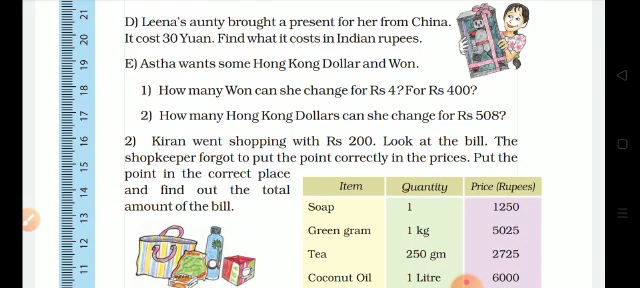 D) Leena's aunty brought a present for her from China.
It cost 30 Yuan. Find what it costs in Indian rupees.
E) Astha wants some Hong Kong Dollar and Won.
1) How many Won can she change for Rs 4?For Rs 400?
2) How many Hong Kong Dollars can she change for Rs 508?
2) Kiran went shopping with Rs 200. Look at the bill. The
shopkeeper forgot to put the point correctly in the prices. Put the
point in the correct place
and find out the total
amount of the bill.
Item Quantity Price (Rupees)
Soap 1 1250
Green gram 1 kg 5025
Tea 250 gm 2725
Coconut Oil 1 Litre 6000
21
20
19
18
17
16
15
14
13
12
11